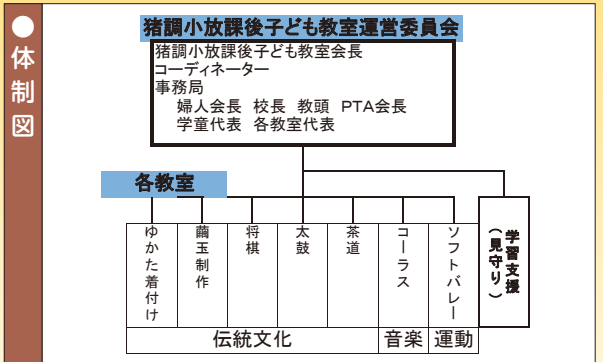 ●体制図
猪調小放課後子ども教室運営委員会
猪調小放課後子ども教室会長
コーディネーター
事務局
婦人会長 校長 教頭 PTA会長
学童代表 各教室代表
各教室
ゆかた着付け
繭玉制作
将棋
太鼓
茶道
コーラス
ソフトバレー
学習支援
（見守り）
伝統文化
音楽
運動